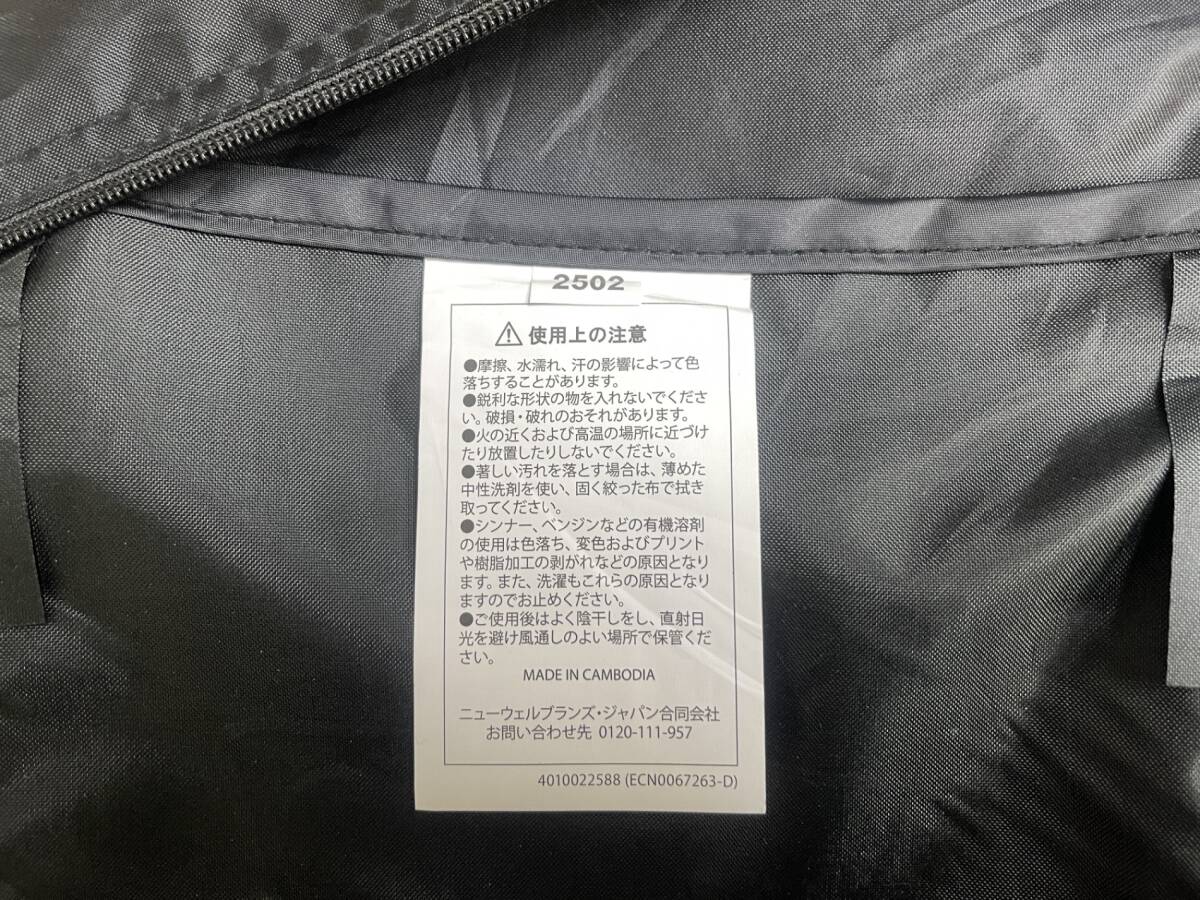 2502
⚠ 使用上の注意
●摩擦、水濡れ、汗の影響によって色
落ちすることがあります。
●鋭利な形状の物を入れないでくださ
い。破損・破れのおそれがあります。
●火の近くおよび高温の場所に近づけ
たり放置したりしないでください。
●著しい汚れを落とす場合は、薄めた
中性洗剤を使い、固く絞った布で拭き
取ってください。
●シンナー、ベンジンなどの有機溶剤
の使用は色落ち、変色およびプリント
や樹脂加工の剥がれなどの原因となり
ます。また、洗濯もこれらの原因となり
ますのでお止めください。
●ご使用後はよく陰干しをし、直射日
光を避け風通しのよい場所で保管くだ
さい。
MADE IN CAMBODIA
ニューウェルブランズ・ジャパン合同会社
お問い合わせ先 0120-111-957
4010022588 (ECN0067263-D)